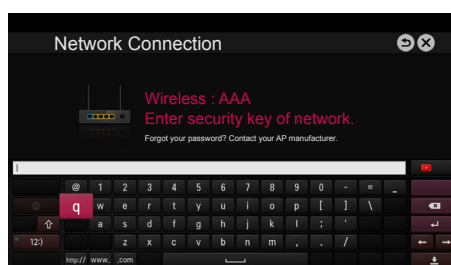 Network Connection
Wireless : AAA
Enter security key of network.
Forgot your password? Contact your AP manufacturer.
@ 1 2 3 4 5 6 7 8 9 0 - = _
q w e r t y u i o p [ ] \
a s d f g h j k l ; '
12:) z x c v b n m , . /
http:// www. .com